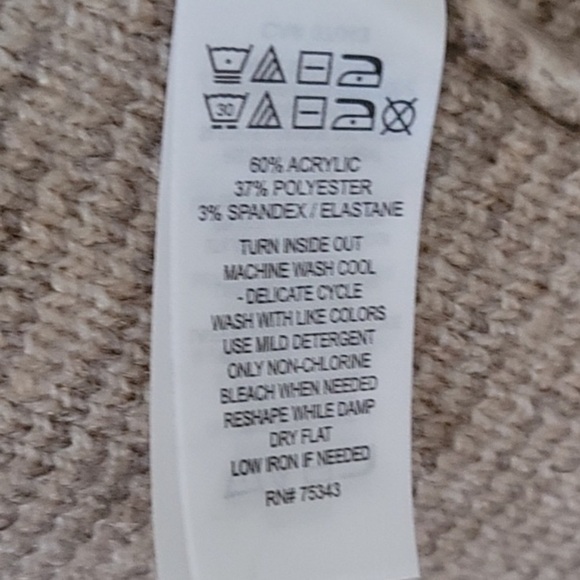 30
60% ACRYLIC
37% POLYESTER
3% SPANDEX / ELASTANE
TURN INSIDE OUT
MACHINE WASH COOL
- DELICATE CYCLE
WASH WITH LIKE COLORS
USE MILD DETERGENT
ONLY NON-CHLORINE
BLEACH WHEN NEEDED
RESHAPE WHILE DAMP
DRY FLAT
LOW IRON IF NEEDED
RN# 75343